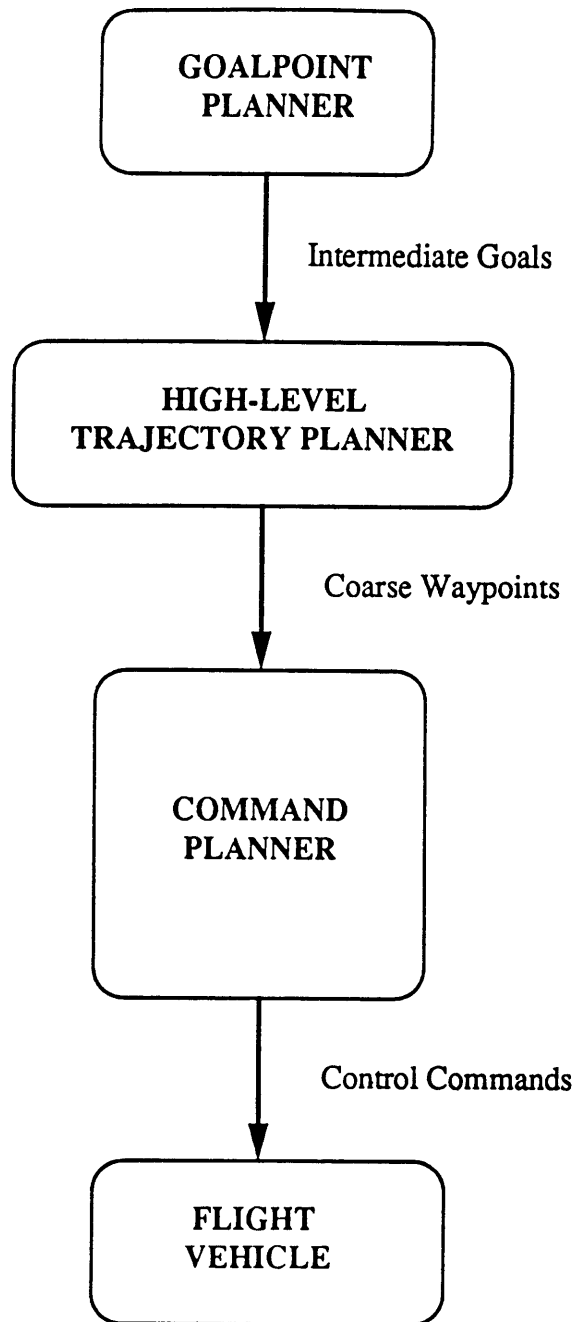 GOALPOINT
PLANNER
Intermediate Goals
HIGH-LEVEL
TRAJECTORY PLANNER
Coarse Waypoints
COMMAND
PLANNER
Control Commands
FLIGHT
VEHICLE